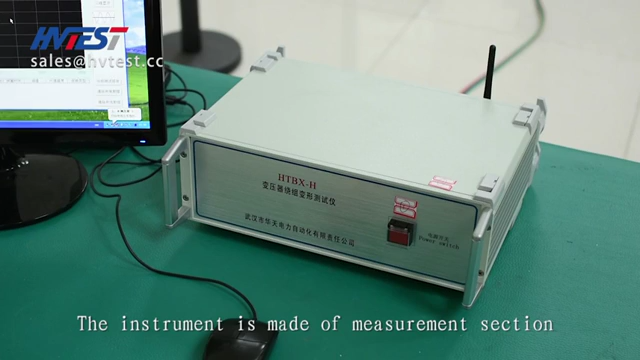 HVTEST
sales@hvtest.cc
HTBX-H
变压器绕组变形测试仪
武汉市华天电力自动化有限责任公司
电源开关
Power switch
The instrument is made of measurement section